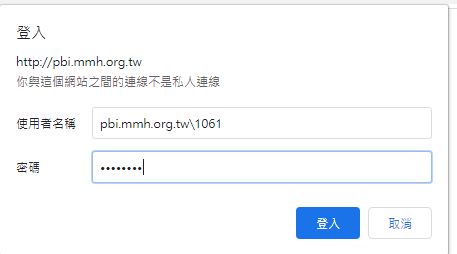 登入
http://pbi.mmh.org.tw
你與這個網站之間的連線不是私人連線
使用者名稱
pbi.mmh.org.tw\1061
密碼
••••••••
登入
取消